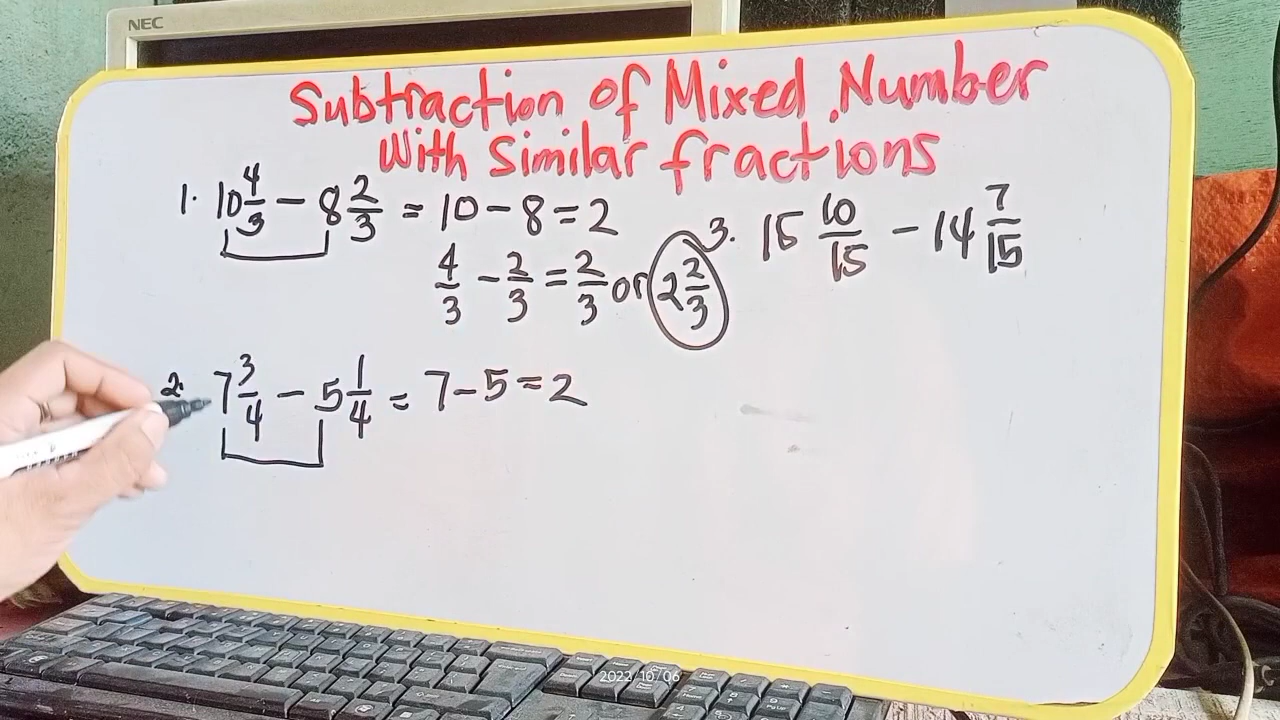 NEC
Subtraction of Mixed Number
With Similar fractions
1. 10 4/3 - 8 2/3 = 10 - 8 = 2
4/3 - 2/3 = 2/3 or 2 2/3
2. 7 3/4 - 5 1/4 = 7 - 5 = 2
3. 15 10/15 - 14 7/15
2022/10/06